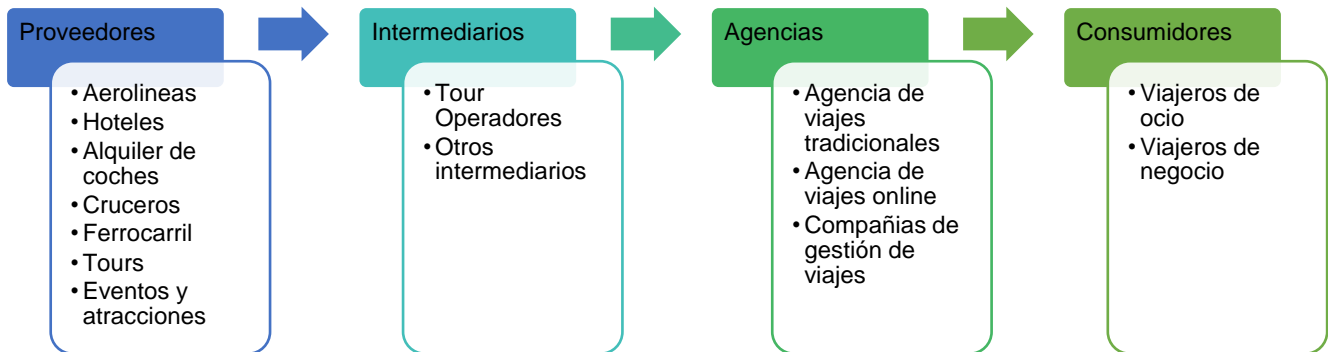 Proveedores
• Aerolineas
• Hoteles
• Alquiler de
coches
• Cruceros
• Ferrocarril
• Tours
• Eventos y
atracciones
Intermediarios
• Tour
Operadores
• Otros
intermediarios
Agencias
• Agencia de
viajes
tradicionales
• Agencia de
viajes online
• Compañias de
gestión de
viajes
Consumidores
• Viajeros de
ocio
• Viajeros de
negocio